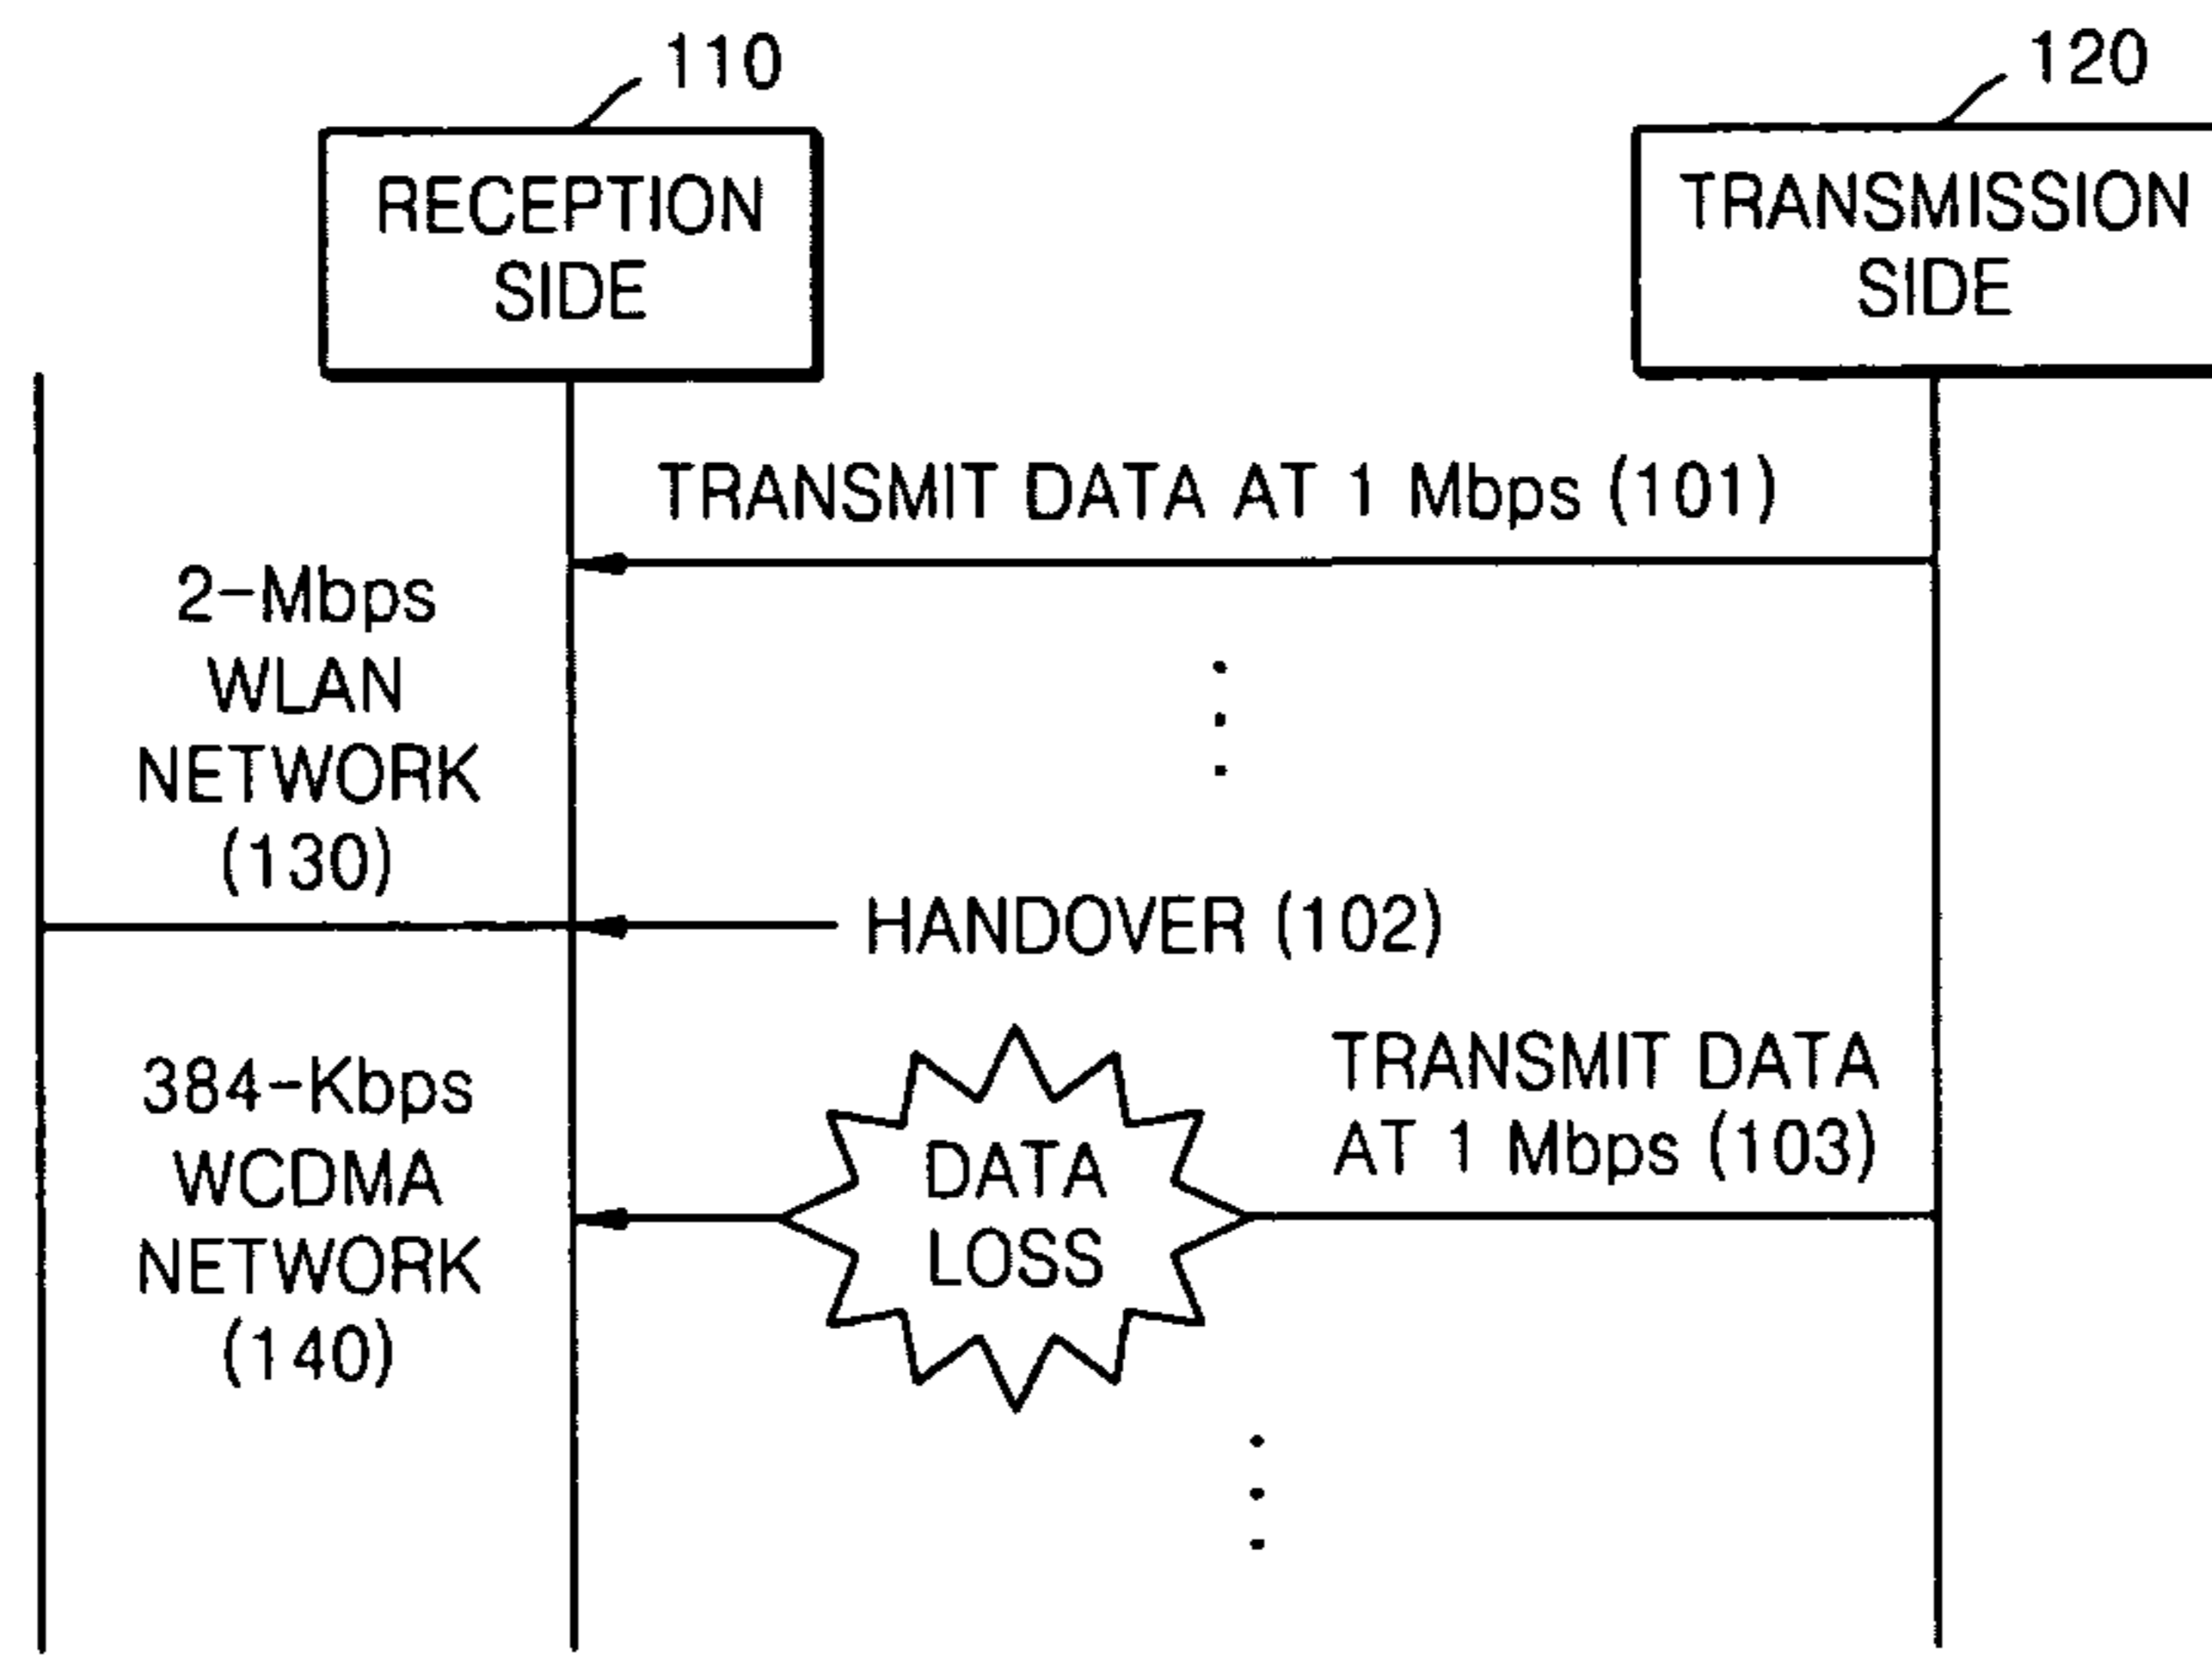 110
120
RECEPTION
SIDE
TRANSMISSION
SIDE
TRANSMIT DATA AT 1 Mbps (101)
2-Mbps
WLAN
NETWORK
(130)
HANDOVER (102)
384-Kbps
WCDMA
NETWORK
(140)
DATA
LOSS
TRANSMIT DATA
AT 1 Mbps (103)